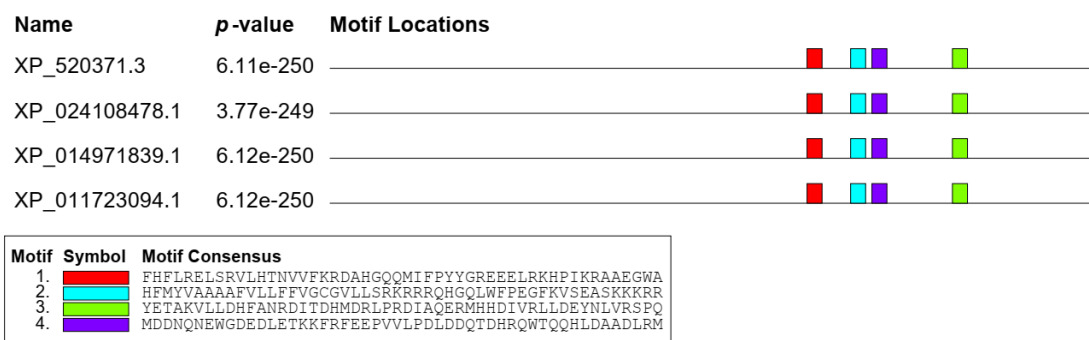 Name p-value Motif Locations
XP_520371.3 6.11e-250
XP_024108478.1 3.77e-249
XP_014971839.1 6.12e-250
XP_011723094.1 6.12e-250
Motif Symbol Motif Consensus
1. FHFLRELSRVLHTNVVFKRDAHGQQMIFPYYGREEELRKHPIKRAAEGWA
2. HFMYVAAAAFVLLFFVGCGVLLSRKRRRQHGQLWFPEGFKVSEASKKKRR
3. YETAKVLLDHFANRDITDHMDRLPRDIAQERMHHDIVRLLDEYNLVRSPQ
4. MDDNQNEWGDEDLETKKFRFEEPVVLPDLDDQTDHRQWTQQHLDAADLRM